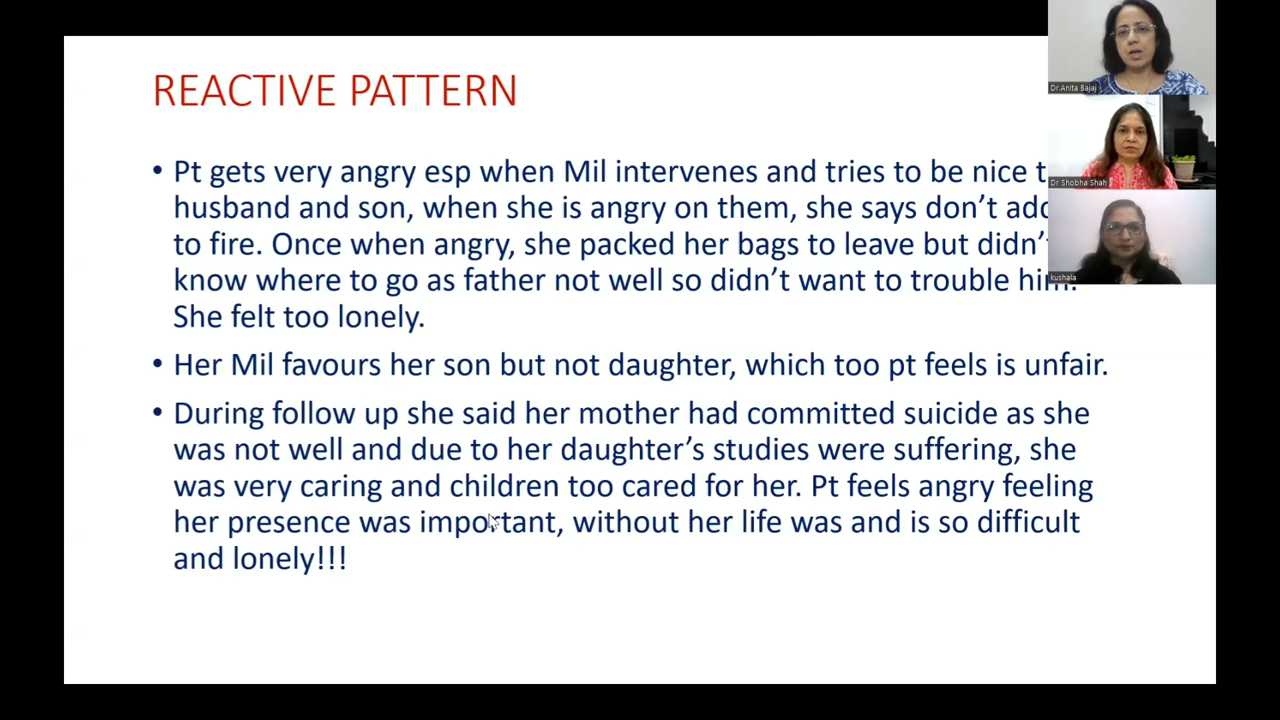 REACTIVE PATTERN
• Pt gets very angry esp when Mil intervenes and tries to be nice t
husband and son, when she is angry on them, she says don’t add
to fire. Once when angry, she packed her bags to leave but didn’t
know where to go as father not well so didn’t want to trouble him.
She felt too lonely.
• Her Mil favours her son but not daughter, which too pt feels is unfair.
• During follow up she said her mother had committed suicide as she
was not well and due to her daughter’s studies were suffering, she
was very caring and children too cared for her. Pt feels angry feeling
her presence was important, without her life was and is so difficult
and lonely!!!
Dr.Anita Bajaj
Dr Shobha Shah
kushala